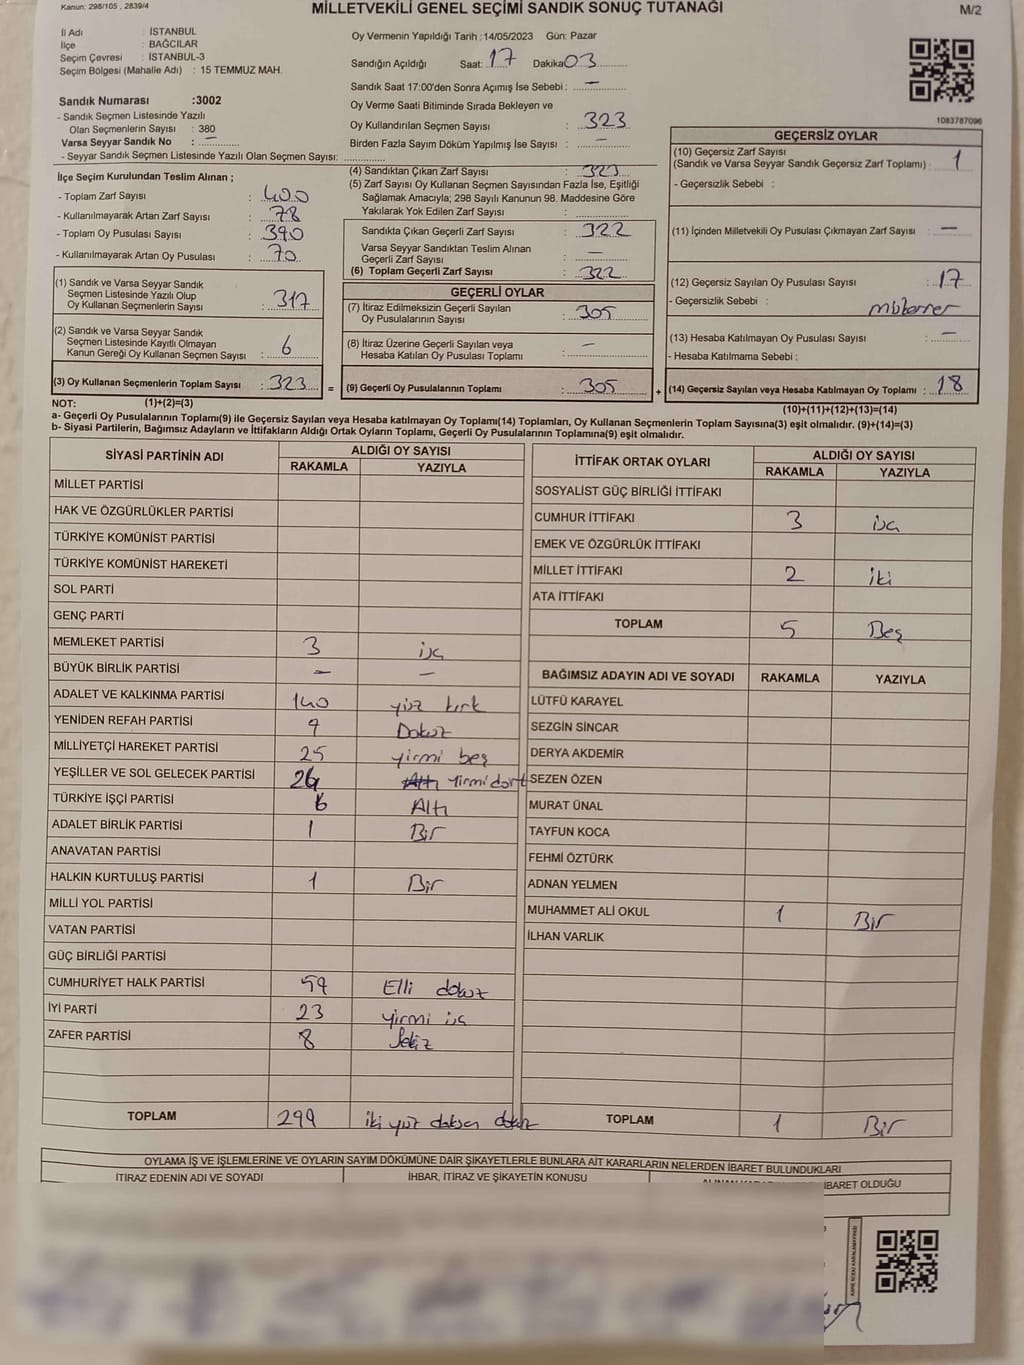 Kanun: 298/105 , 2839/4
MİLLETVEKİLİ GENEL SEÇİMİ SANDIK SONUÇ TUTANAĞI
M/2
İl Adı : İSTANBUL
İlçe : BAĞCILAR
Seçim Çevresi : İSTANBUL-3
Seçim Bölgesi (Mahalle Adı) : 15 TEMMUZ MAH.
Sandık Numarası :3002
- Sandık Seçmen Listesinde Yazılı
Olan Seçmenlerin Sayısı : 380
Varsa Seyyar Sandık No : —
- Seyyar Sandık Seçmen Listesinde Yazılı Olan Seçmen Sayısı:
İlçe Seçim Kurulundan Teslim Alınan ;
- Toplam Zarf Sayısı : 400
- Kullanılmayarak Artan Zarf Sayısı : 78
- Toplam Oy Pusulası Sayısı : 390
- Kullanılmayarak Artan Oy Pusulası : 70
(1) Sandık ve Varsa Seyyar Sandık
Seçmen Listesinde Yazılı Olup
Oy Kullanan Seçmenlerin Sayısı : 317
(2) Sandık ve Varsa Seyyar Sandık
Seçmen Listesinde Kayıtlı Olmayan
Kanun Gereği Oy Kullanan Seçmen Sayısı : 6
(3) Oy Kullanan Seçmenlerin Toplam Sayısı : 323 =
Oy Vermenin Yapıldığı Tarih :14/05/2023 Gün: Pazar
Sandığın Açıldığı Saat: 17 Dakika 03
Sandık Saat 17:00'den Sonra Açımış İse Sebebi : —
Oy Verme Saati Bitiminde Sırada Bekleyen ve
Oy Kullandırılan Seçmen Sayısı : 323
Birden Fazla Sayım Döküm Yapılmış İse Sayısı : —
(4) Sandıktan Çıkan Zarf Sayısı : 323
(5) Zarf Sayısı Oy Kullanan Seçmen Sayısından Fazla İse, Eşitliği
Sağlamak Amacıyla; 298 Sayılı Kanunun 98. Maddesine Göre
Yakılarak Yok Edilen Zarf Sayısı :
Sandıkta Çıkan Geçerli Zarf Sayısı : 322
Varsa Seyyar Sandıktan Teslim Alınan
Geçerli Zarf Sayısı : —
(6) Toplam Geçerli Zarf Sayısı : 322
GEÇERLİ OYLAR
(7) İtiraz Edilmeksizin Geçerli Sayılan
Oy Pusulalarının Sayısı : 305
(8) İtiraz Üzerine Geçerli Sayılan veya
Hesaba Katılan Oy Pusulası Toplamı : —
(9) Geçerli Oy Pusulalarının Toplamı : 305 +
1083787096
GEÇERSİZ OYLAR
(10) Geçersiz Zarf Sayısı
(Sandık ve Varsa Seyyar Sandık Geçersiz Zarf Toplamı) : 1
- Geçersizlik Sebebi :
(11) İçinden Milletvekili Oy Pusulası Çıkmayan Zarf Sayısı : —
(12) Geçersiz Sayılan Oy Pusulası Sayısı : 17
- Geçersizlik Sebebi :
(13) Hesaba Katılmayan Oy Pusulası Sayısı : —
- Hesaba Katılmama Sebebi :
(14) Geçersiz Sayılan veya Hesaba Katılmayan Oy Toplamı : 18
NOT: (1)+(2)=(3)
(10)+(11)+(12)+(13)=(14)
a- Geçerli Oy Pusulalarının Toplamı(9) ile Geçersiz Sayılan veya Hesaba katılmayan Oy Toplamı(14) Toplamları, Oy Kullanan Seçmenlerin Toplam Sayısına(3) eşit olmalıdır. (9)+(14)=(3)
b- Siyasi Partilerin, Bağımsız Adayların ve İttifakların Aldığı Ortak Oyların Toplamı, Geçerli Oy Pusulalarının Toplamına(9) eşit olmalıdır.
SİYASİ PARTİNİN ADI ALDIĞI OY SAYISI
RAKAMLA YAZIYLA
MİLLET PARTİSİ
HAK VE ÖZGÜRLÜKLER PARTİSİ
TÜRKİYE KOMÜNİST PARTİSİ
TÜRKİYE KOMÜNİST HAREKETİ
SOL PARTİ
GENÇ PARTİ
MEMLEKET PARTİSİ 3 üç
BÜYÜK BİRLİK PARTİSİ — —
ADALET VE KALKINMA PARTİSİ 140 yüz kırk
YENİDEN REFAH PARTİSİ 9 Dokuz
MİLLİYETÇİ HAREKET PARTİSİ 25 yirmi beş
YEŞİLLER VE SOL GELECEK PARTİSİ 24 Altı yirmi dört
TÜRKİYE İŞÇİ PARTİSİ 6 Altı
ADALET BİRLİK PARTİSİ 1 Bir
ANAVATAN PARTİSİ
HALKIN KURTULUŞ PARTİSİ 1 Bir
MİLLİ YOL PARTİSİ
VATAN PARTİSİ
GÜÇ BİRLİĞİ PARTİSİ
CUMHURİYET HALK PARTİSİ 59 Elli dokuz
İYİ PARTİ 23 yirmi üç
ZAFER PARTİSİ 8 Sekiz
TOPLAM 299 iki yüz doksan dokuz
İTTİFAK ORTAK OYLARI ALDIĞI OY SAYISI
RAKAMLA YAZIYLA
SOSYALİST GÜÇ BİRLİĞİ İTTİFAKI
CUMHUR İTTİFAKI 3 üç
EMEK VE ÖZGÜRLÜK İTTİFAKI
MİLLET İTTİFAKI 2 iki
ATA İTTİFAKI
TOPLAM 5 Beş
BAĞIMSIZ ADAYIN ADI VE SOYADI RAKAMLA YAZIYLA
LÜTFÜ KARAYEL
SEZGİN SİNCAR
DERYA AKDEMİR
SEZEN ÖZEN
MURAT ÜNAL
TAYFUN KOCA
FEHMİ ÖZTÜRK
ADNAN YELMEN
MUHAMMET ALİ OKUL 1 Bir
İLHAN VARLIK
TOPLAM 1 Bir
OYLAMA İŞ VE İŞLEMLERİNE VE OYLARIN SAYIM DÖKÜMÜNE DAİR ŞİKAYETLERLE BUNLARA AİT KARARLARIN NELERDEN İBARET BULUNDUKLARI
İTİRAZ EDENİN ADI VE SOYADI İHBAR, İTİRAZ VE ŞİKAYETİN KONUSU İBARET OLDUĞU